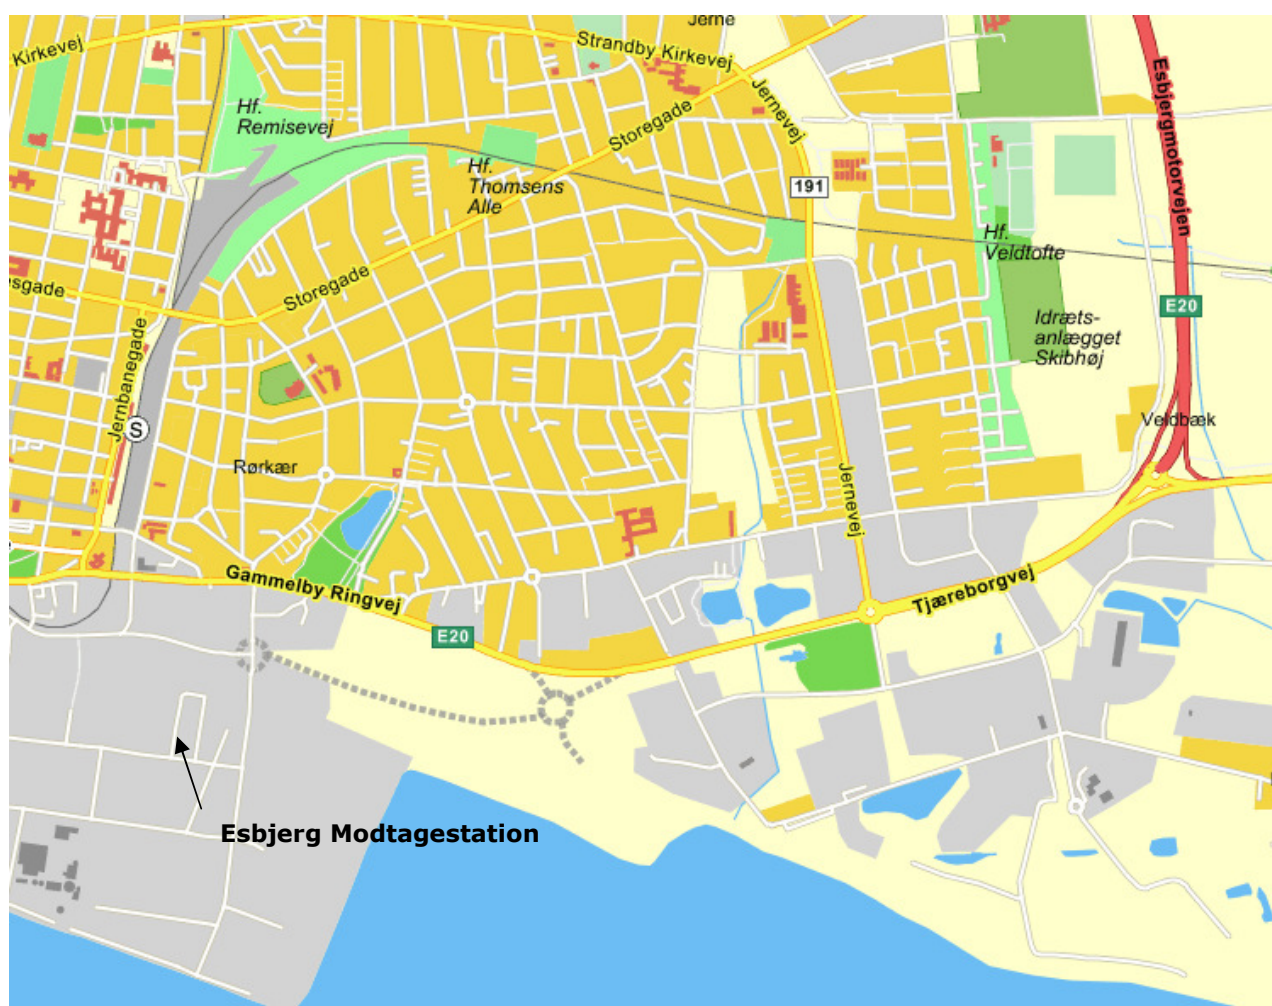 Jerne
Kirkevej
Strandby Kirkevej
Esbjergmotorvejen
Jernevej
Hf.
Remisevej
Storegade
Hf.
Thomsens
Alle
191
Hf.
Veldtofte
Storegade
esgade
E20
Idræts-
anlægget
Skibhøj
Jernbanegade
S
Veldbæk
Rørkær
Jernevej
Gammelby Ringvej
Tjæreborgvej
E20
Esbjerg Modtagestation